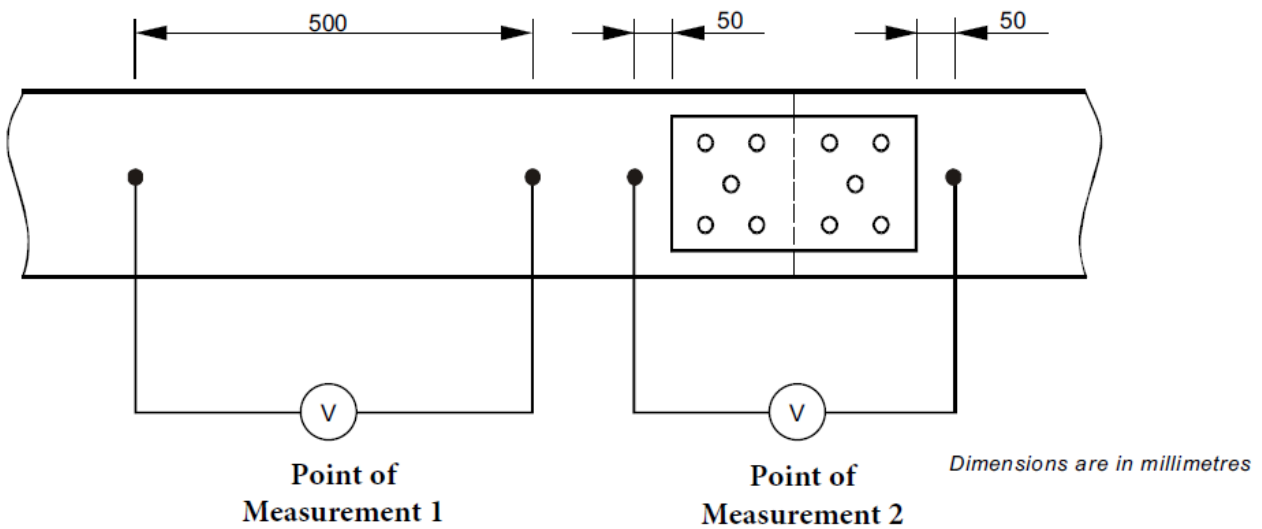 500
50
50
V
V
Point of
Measurement 1
Point of
Measurement 2
Dimensions are in millimetres